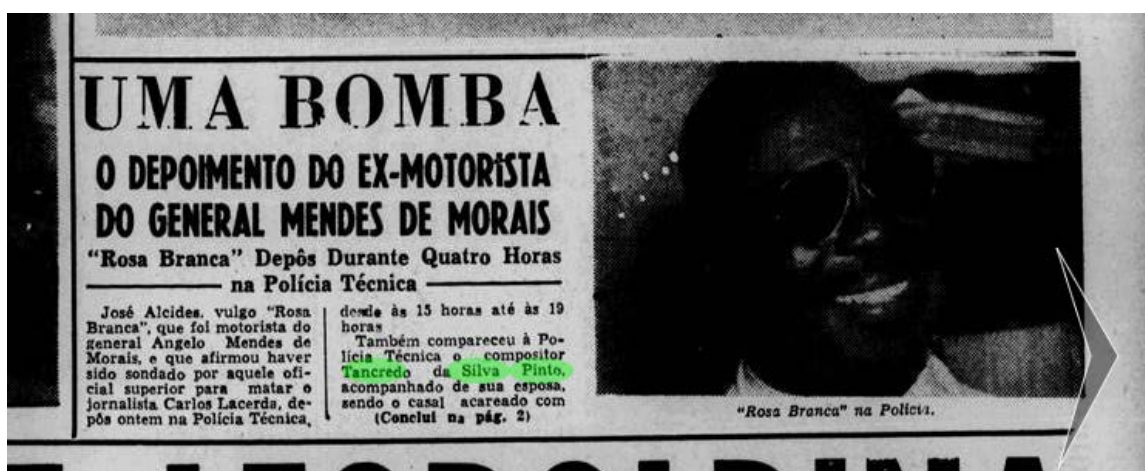 UMA BOMBA
O DEPOIMENTO DO EX-MOTORISTA
DO GENERAL MENDES DE MORAIS
"Rosa Branca" Depôs Durante Quatro Horas
na Polícia Técnica
José Alcides, vulgo "Rosa
Branca", que foi motorista do
general Angelo Mendes de
Morais, e que afirmou haver
sido sondado por aquele ofi-
cial superior para matar o
jornalista Carlos Lacerda, de-
pôs ontem na Polícia Técnica,
desde às 15 horas até às 19
horas
Também compareceu à Po-
lícia Técnica o compositor
Tancredo da Silva Pinto,
acompanhado de sua esposa,
sendo o casal acareado com
(Conclui na pág. 2)
"Rosa Branca" na Polícia.